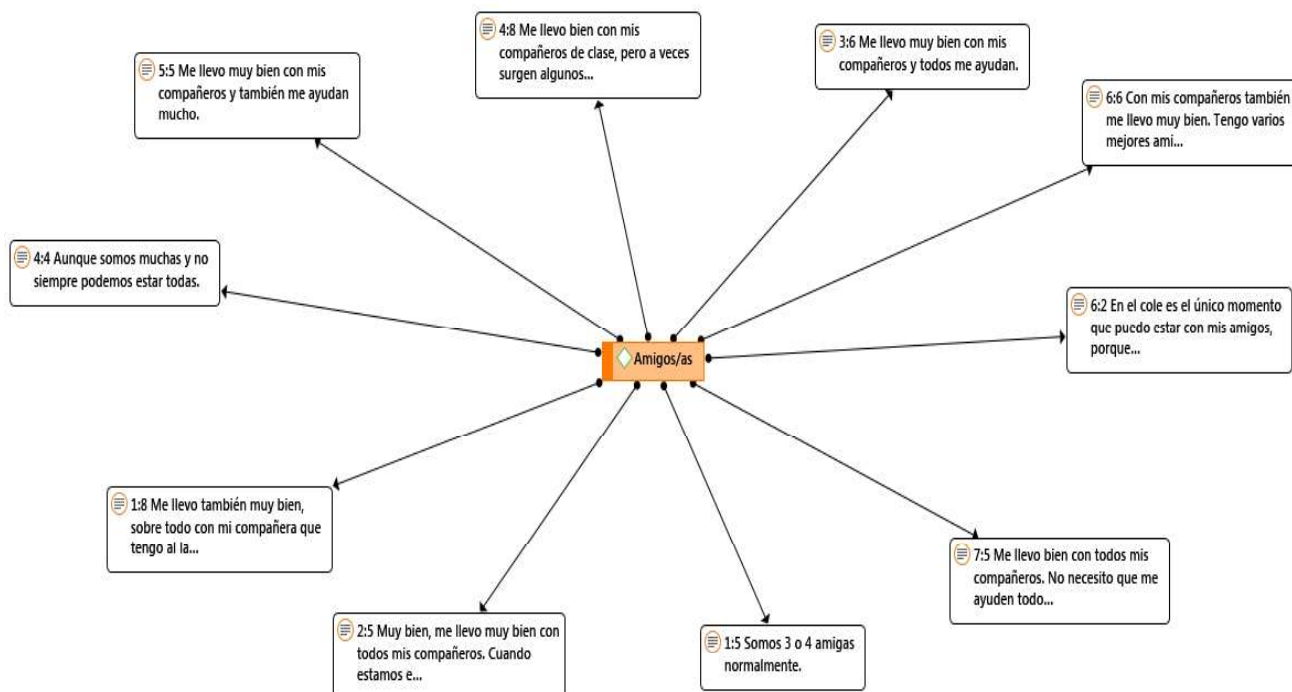 4:8 Me llevo bien con mis
compañeros de clase, pero a veces
surgen algunos...
3:6 Me llevo muy bien con mis
compañeros y todos me ayudan.
5:5 Me llevo muy bien con mis
compañeros y también me ayudan
mucho.
6:6 Con mis compañeros también
me llevo muy bien. Tengo varios
mejores ami...
4:4 Aunque somos muchas y no
siempre podemos estar todas.
6:2 En el cole es el único momento
que puedo estar con mis amigos,
porque...
Amigos/as
1:8 Me llevo también muy bien,
sobre todo con mi compañera que
tengo al la...
7:5 Me llevo bien con todos mis
compañeros. No necesito que me
ayuden todo...
2:5 Muy bien, me llevo muy bien con
todos mis compañeros. Cuando
estamos e...
1:5 Somos 3 o 4 amigas
normalmente.